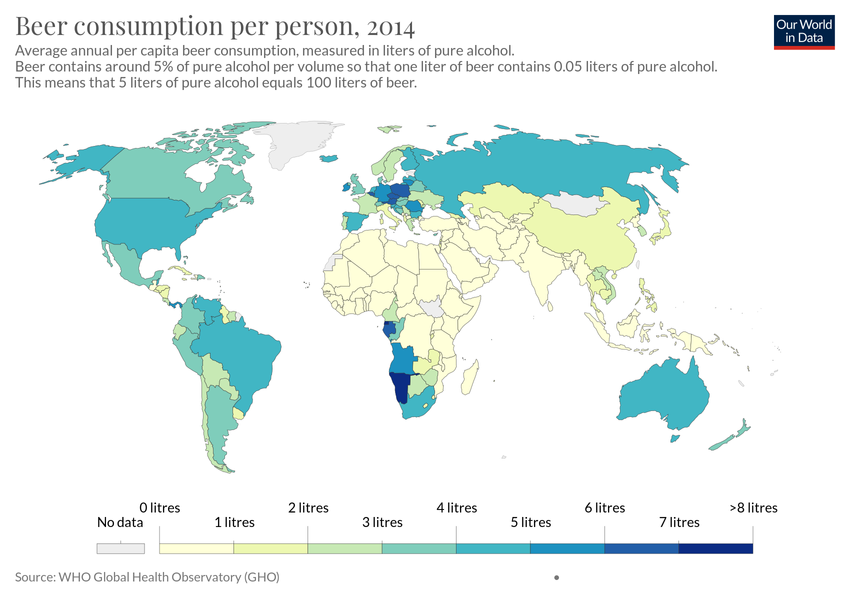 Beer consumption per person, 2014
Our World
in Data
Average annual per capita beer consumption, measured in liters of pure alcohol.
Beer contains around 5% of pure alcohol per volume so that one liter of beer contains 0.05 liters of pure alcohol.
This means that 5 liters of pure alcohol equals 100 liters of beer.
0 litres 2 litres 4 litres 6 litres >8 litres
No data 1 litres 3 litres 5 litres 7 litres
Source: WHO Global Health Observatory (GHO)